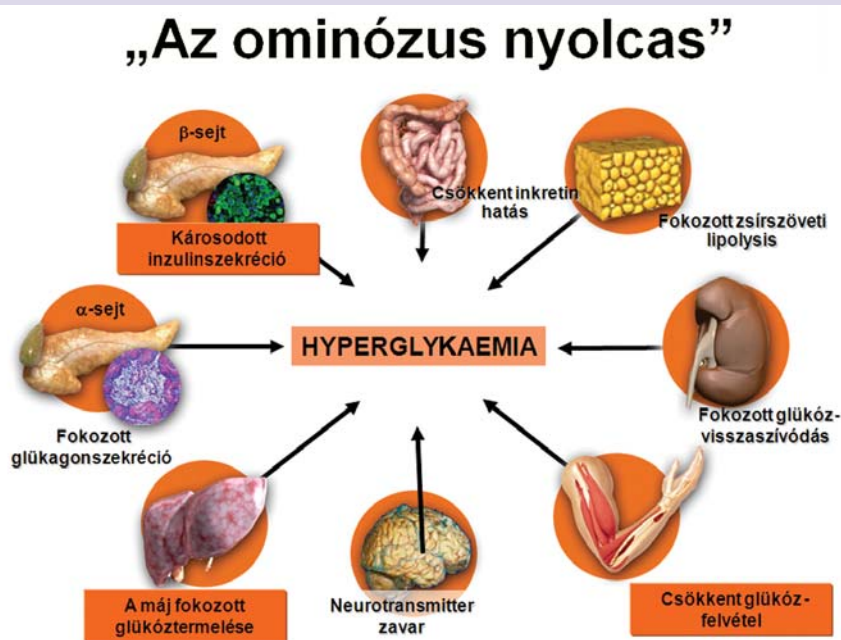 „Az ominózus nyolcas”
β-sejt
Károsodott
inzulinszekréció
Csökkent inkretin
hatás
Fokozott zsírszöveti
lipolysis
α-sejt
Fokozott
glükagonszekréció
HYPERGLYKAEMIA
Fokozott glükóz-
visszaszívódás
A máj fokozott
glükóztermelése
Neurotransmitter
zavar
Csökkent glükóz-
felvétel